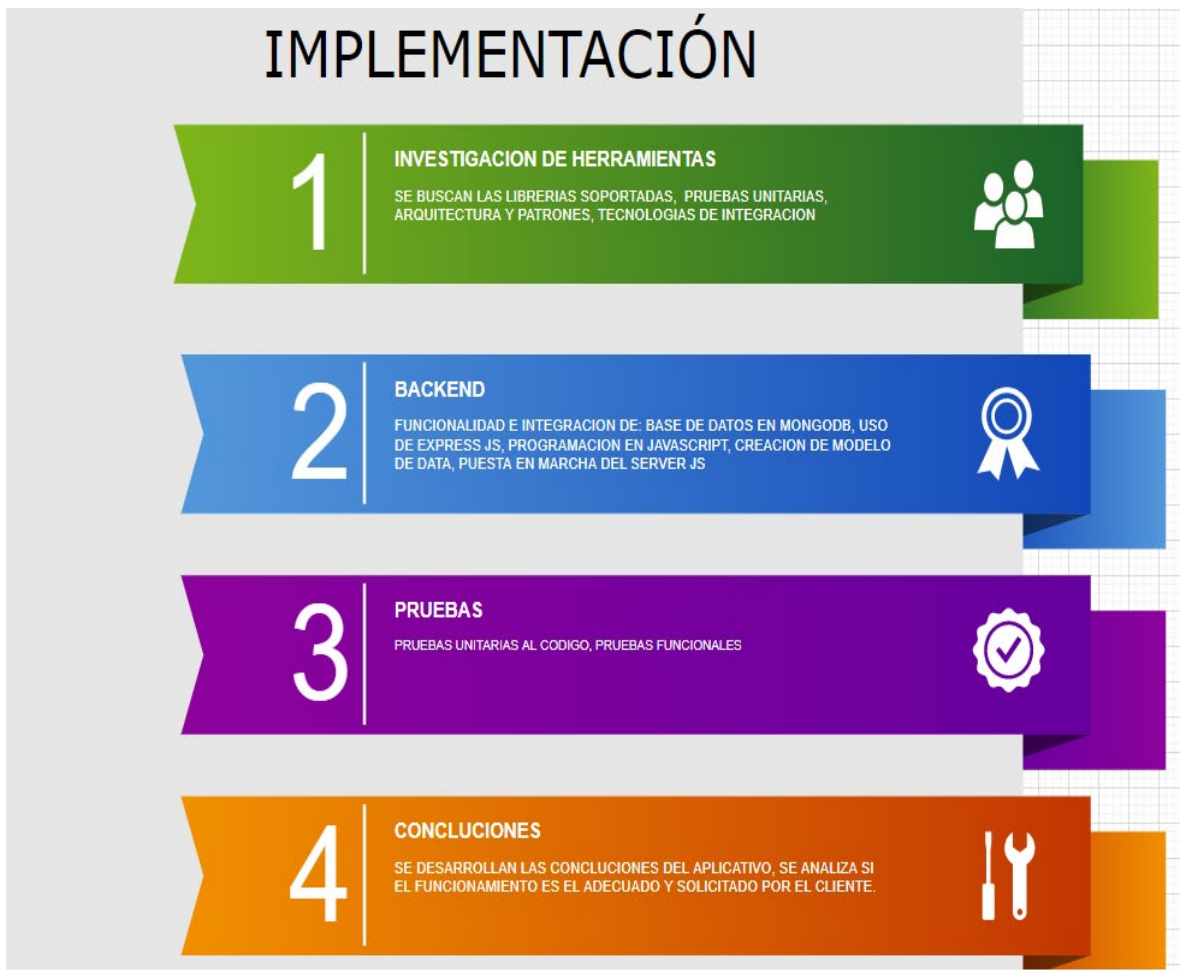 IMPLEMENTACIÓN
1
INVESTIGACION DE HERRAMIENTAS
SE BUSCAN LAS LIBRERIAS SOPORTADAS, PRUEBAS UNITARIAS,
ARQUITECTURA Y PATRONES, TECNOLOGIAS DE INTEGRACION
2
BACKEND
FUNCIONALIDAD E INTEGRACION DE: BASE DE DATOS EN MONGODB, USO
DE EXPRESS JS, PROGRAMACION EN JAVASCRIPT, CREACION DE MODELO
DE DATA, PUESTA EN MARCHA DEL SERVER JS
3
PRUEBAS
PRUEBAS UNITARIAS AL CODIGO, PRUEBAS FUNCIONALES
4
CONCLUCIONES
SE DESARROLLAN LAS CONCLUCIONES DEL APLICATIVO, SE ANALIZA SI
EL FUNCIONAMIENTO ES EL ADECUADO Y SOLICITADO POR EL CLIENTE.